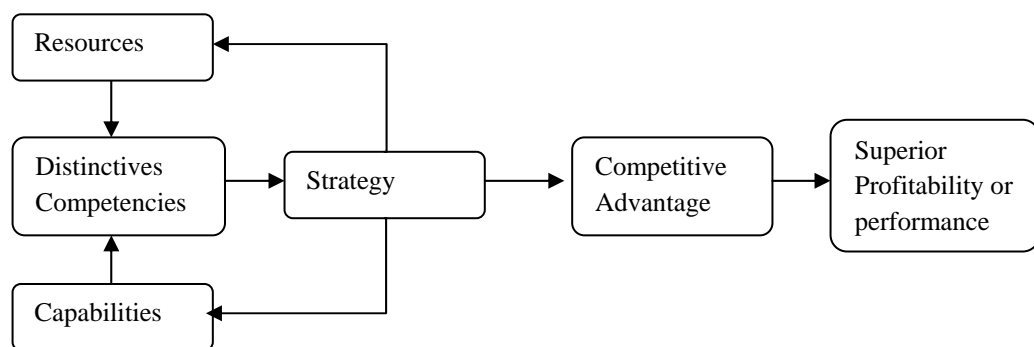 Resources
Distinctives
Competencies
Capabilities
Strategy
Competitive
Advantage
Superior
Profitability or
performance